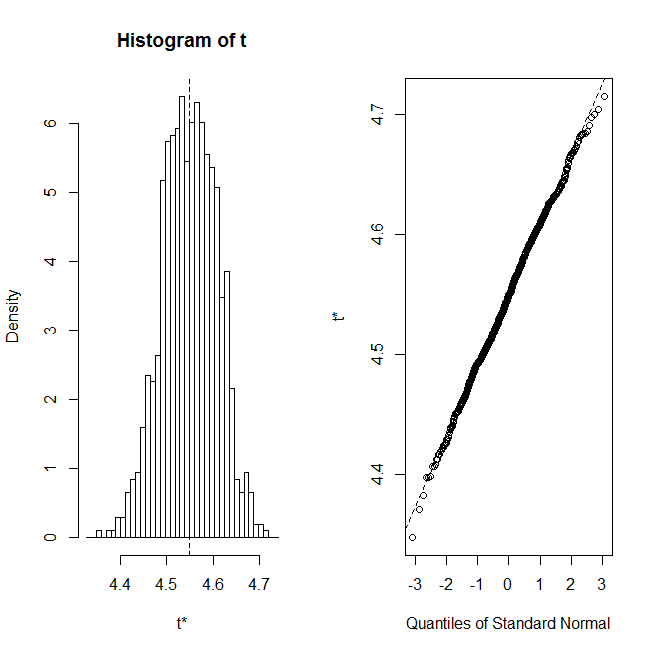 Histogram of t
Density
0 1 2 3 4 5 6
4.4 4.5 4.6 4.7
t*
t*
4.4 4.5 4.6 4.7
-3 -2 -1 0 1 2 3
Quantiles of Standard Normal